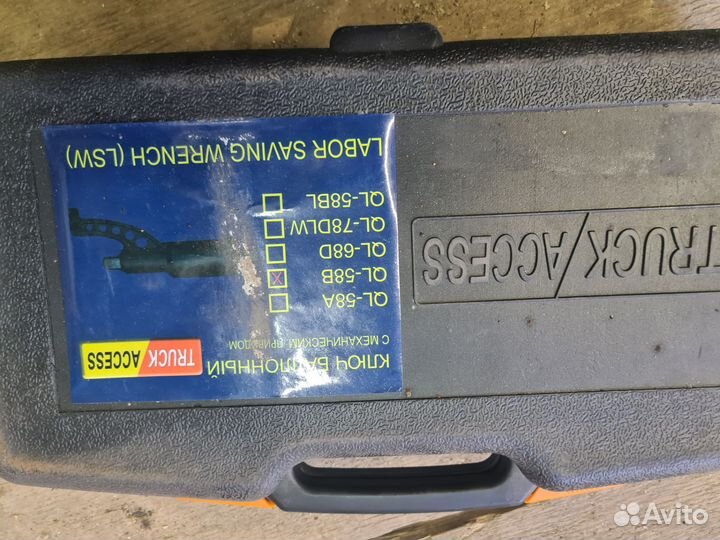 TRUCK
ACCESS
КЛЮЧ БАЛЛОННЫЙ
С МЕХАНИЧЕСКИМ ПРИВОДОМ
QL-58A
QL-58B
QL-68D
QL-78DLW
QL-58BL
LABOR SAVING WRENCH (LSW)
TRUCK/ACCESS
Avito